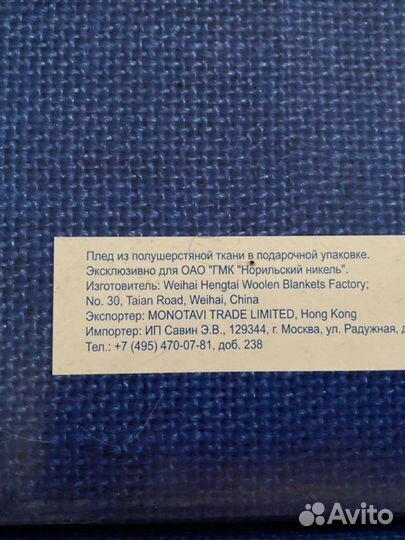 Плед из полушерстяной ткани в подарочной упаковке.
Эксклюзивно для ОАО "ГМК "Норильский никель".
Изготовитель: Weihai Hengtai Woolen Blankets Factory;
No. 30, Taian Road, Weihai, China
Экспортер: MONOTAVI TRADE LIMITED, Hong Kong
Импортер: ИП Савин Э.В., 129344, г. Москва, ул. Радужная,
Тел.: +7 (495) 470-07-81, доб. 238
Avito